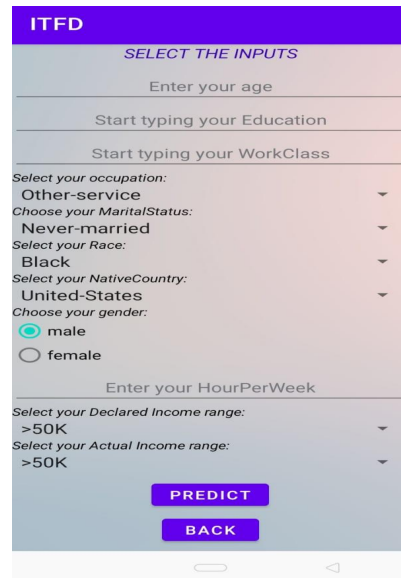 ITFD
SELECT THE INPUTS
Enter your age
Start typing your Education
Start typing your WorkClass
Select your occupation:
Other-service
Choose your MaritalStatus:
Never-married
Select your Race:
Black
Select your NativeCountry:
United-States
Choose your gender:
male
female
Enter your HourPerWeek
Select your Declared Income range:
>50K
Select your Actual Income range:
>50K
PREDICT
BACK